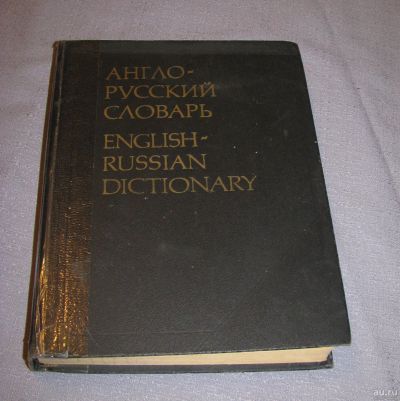 АНГЛО-
РУССКИЙ
СЛОВАРЬ
ENGLISH-
RUSSIAN
DICTIONARY
au.ru